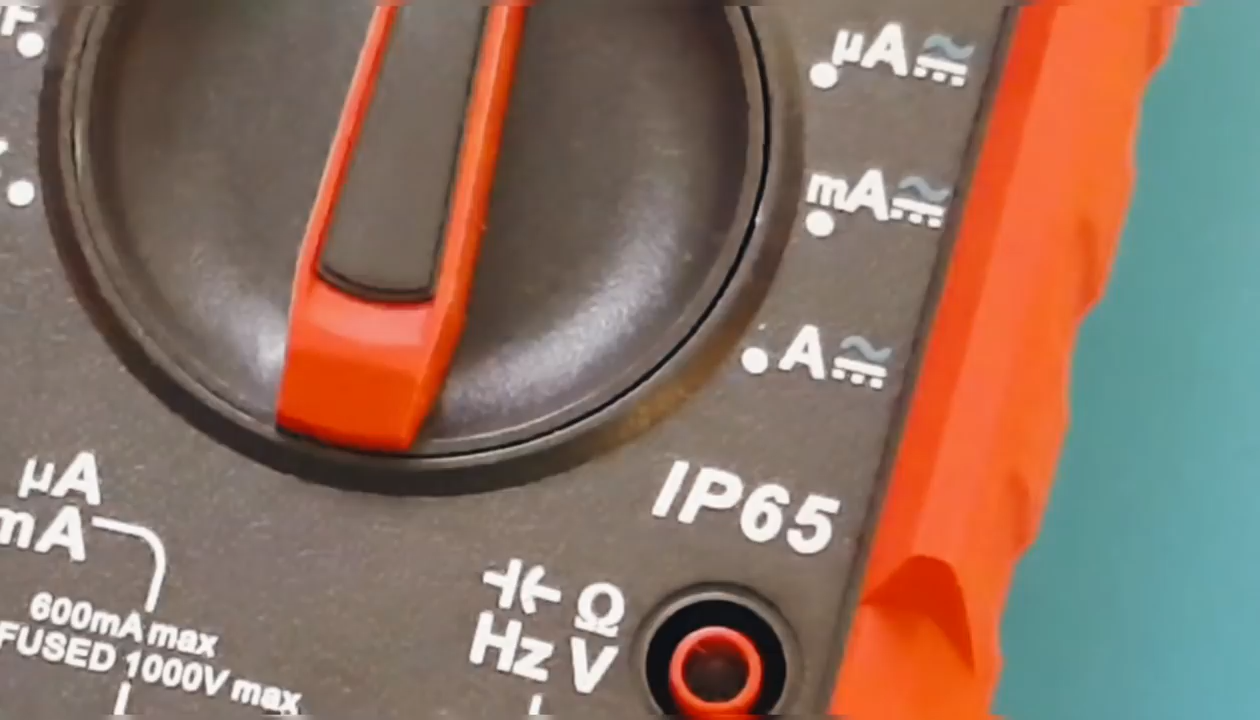 µA
mA
A
IP65
µA
mA
600mA max
FUSED 1000V max
Ω
Hz V